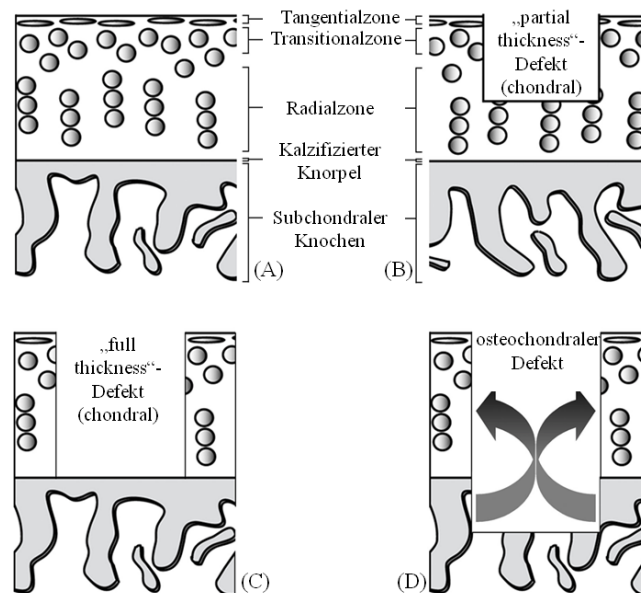 Tangentialzone
Transitionalzone
Radialzone
Kalzifizierter
Knorpel
Subchondraler
Knochen
(A)
„partial
thickness“-
Defekt
(chondral)
(B)
„full
thickness“-
Defekt
(chondral)
(C)
osteochondraler
Defekt
(D)